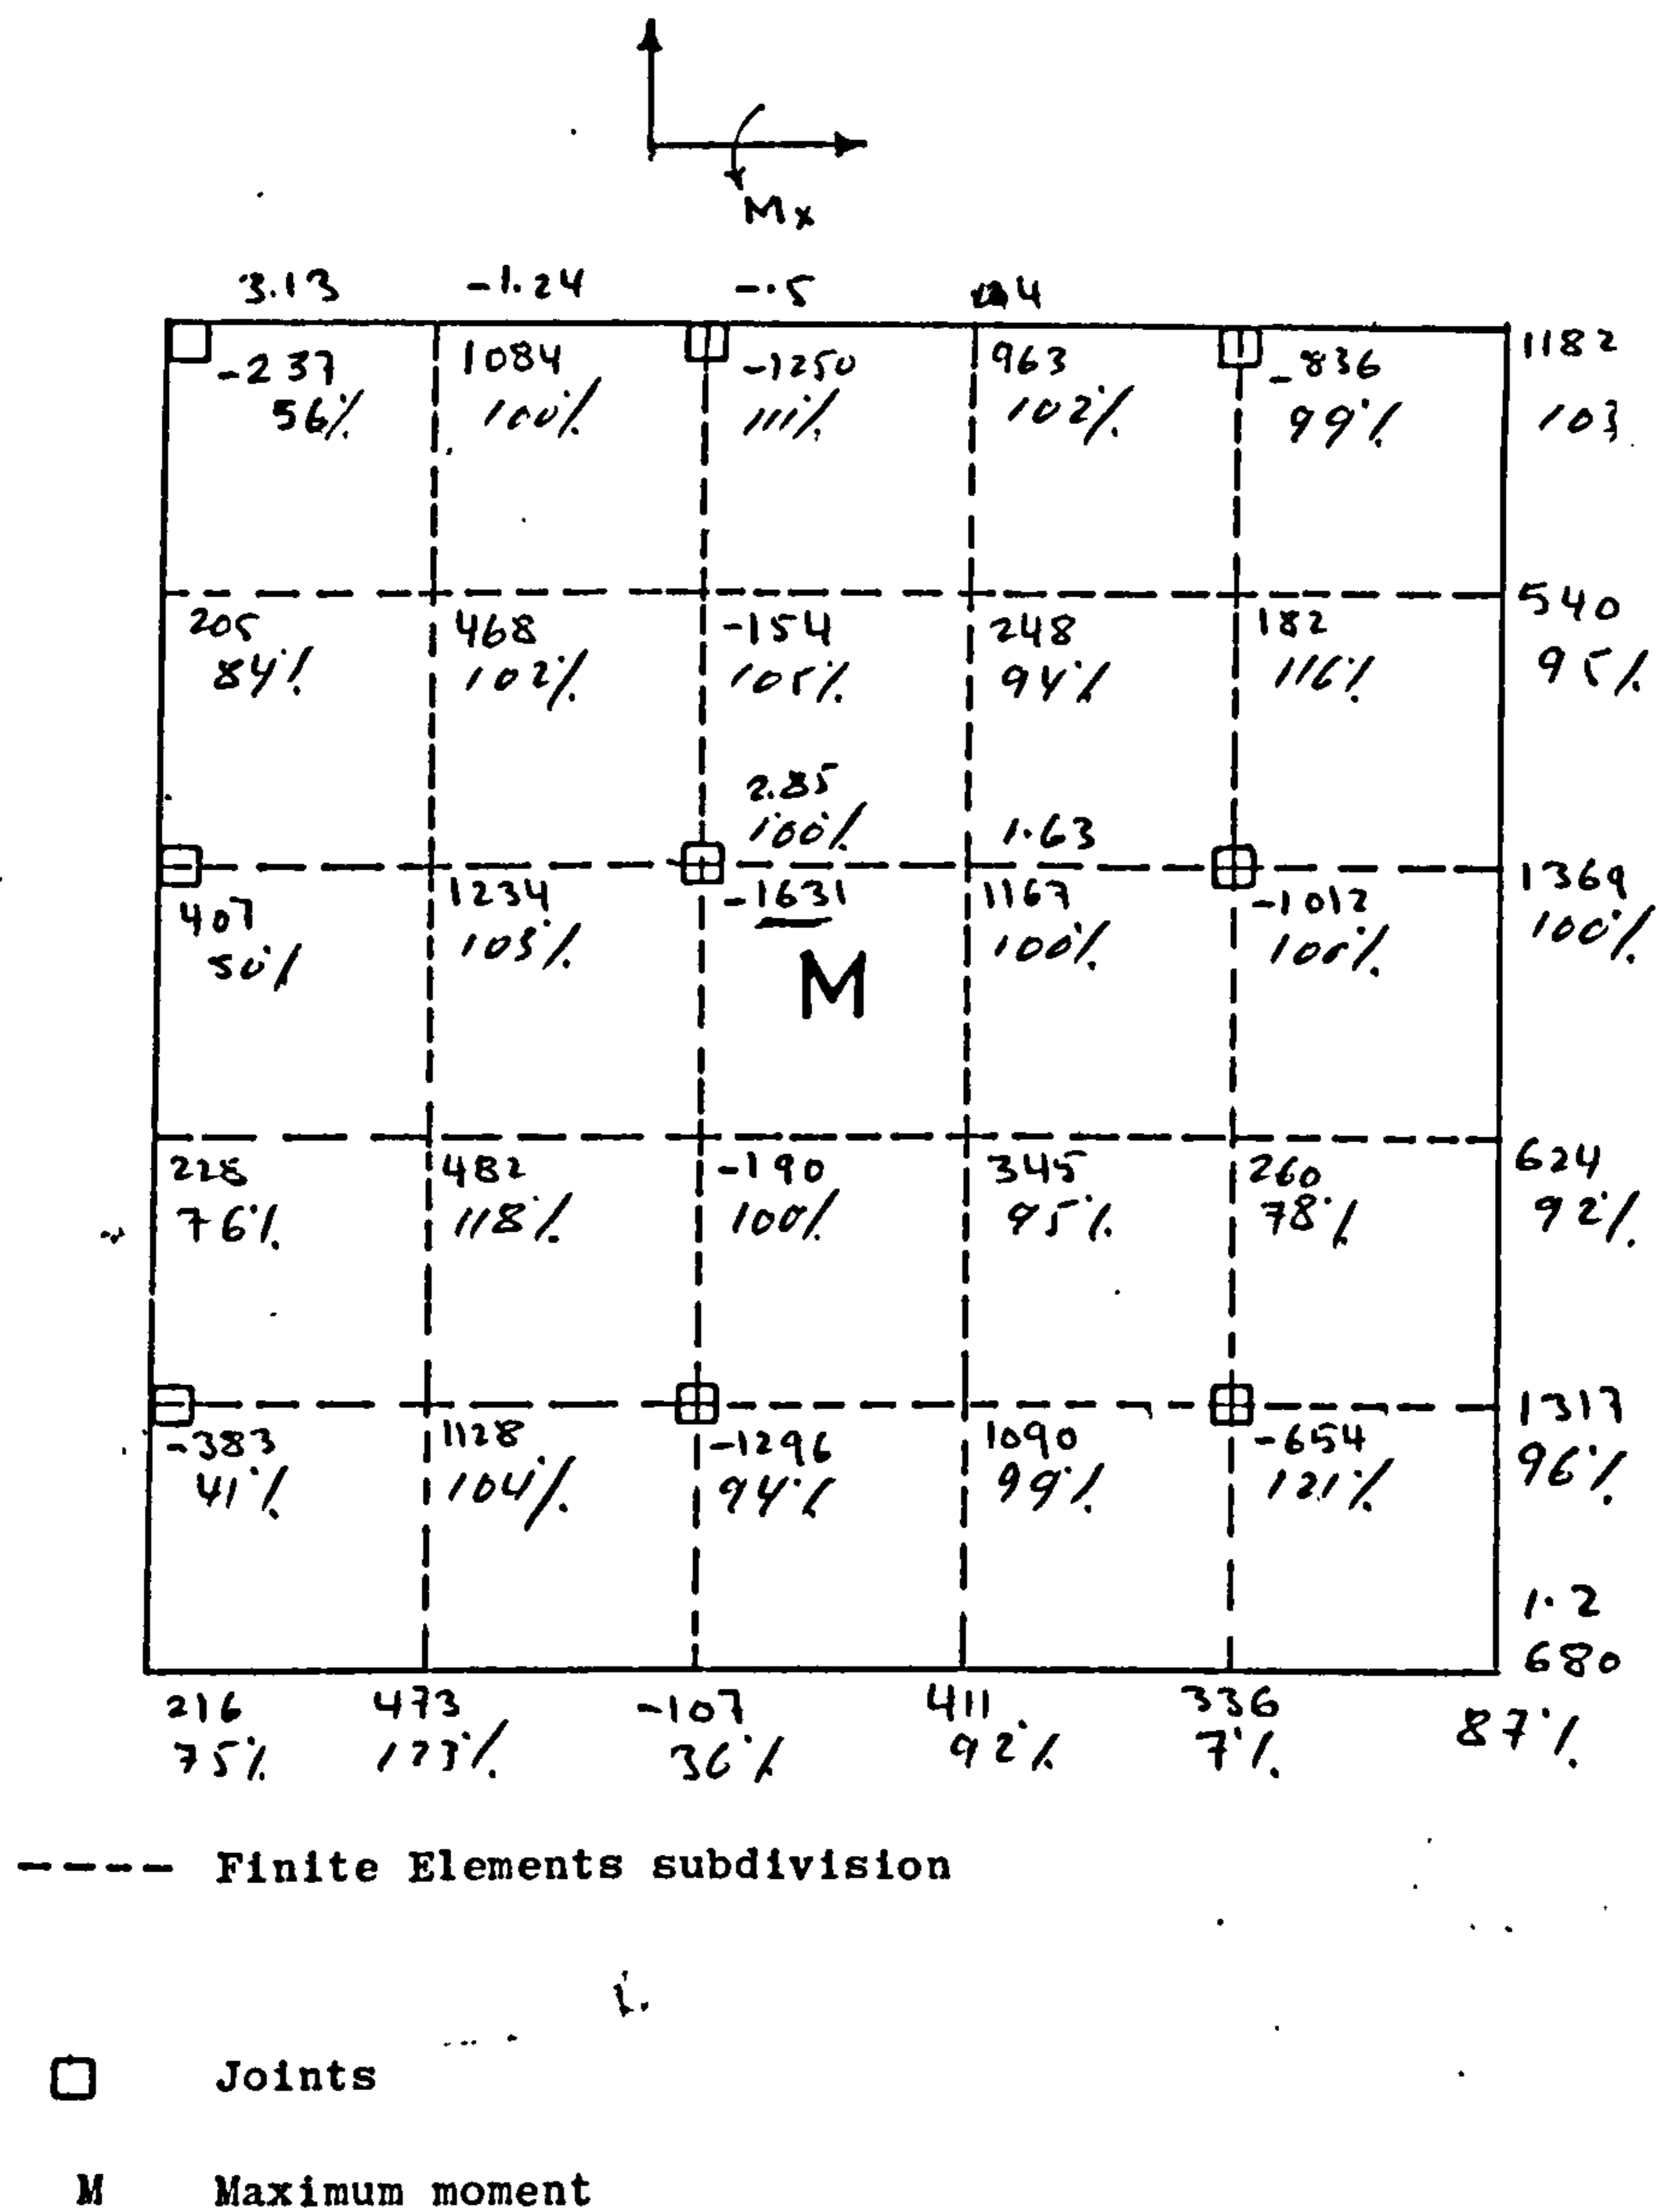 Mx
3.13 -1.24 -.5
-237 1084 -1250 963 -836 1182
56% 100% 111% 102% 99% 103
205 468 -154 248 182 540
84% 102% 105% 94% 116% 95%
2.85
100% 1.63
407 1234 -1631 1167 -1012 1369
50% 100% 100%
M
228 482 -190 345 260 624
76% 118% 100% 95% 78% 92%
-383 1128 -1296 1090 -654 1317
41% 104% 94% 99% 121% 96%
1.2
680
216 473 -107 411 336
75% 36% 92% 7% 87%
---- Finite Elements subdivision
Joints
M Maximum moment